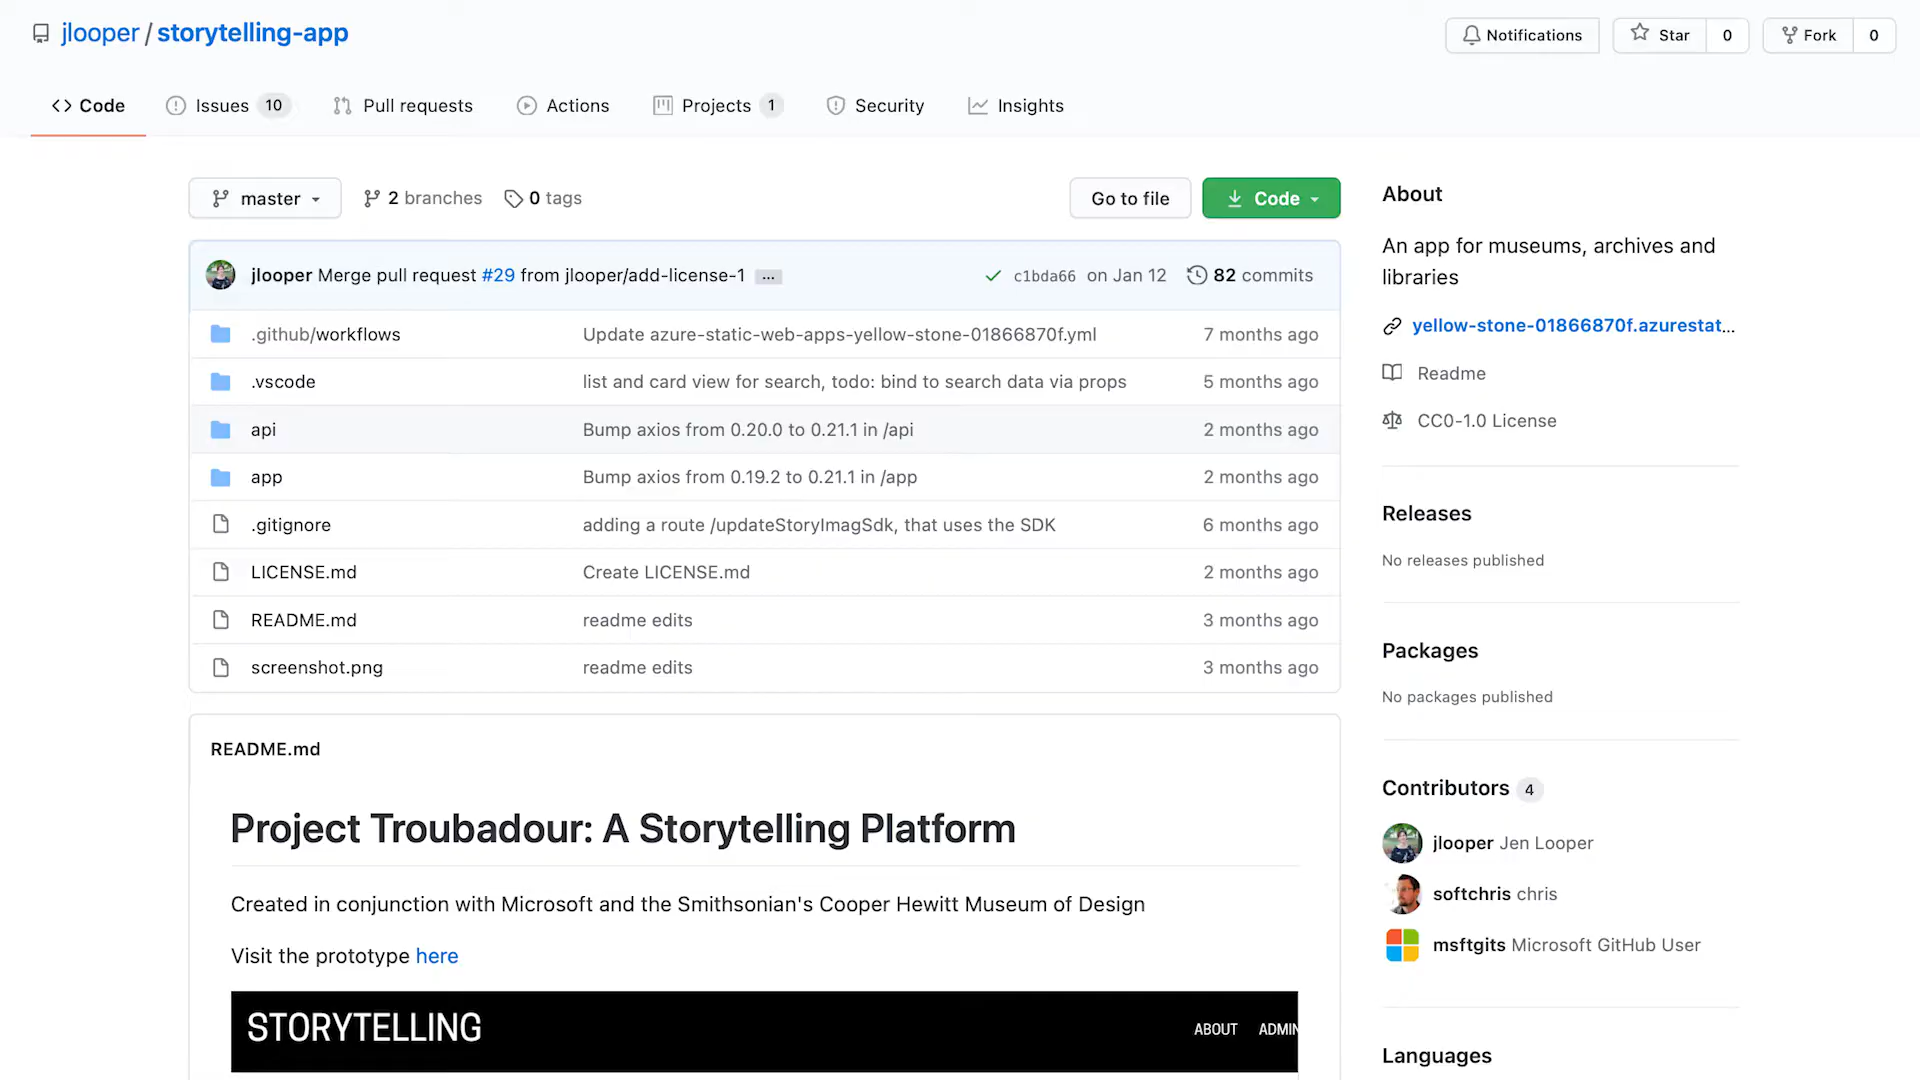 jlooper / storytelling-app
Notifications
Star 0
Fork 0
Code
Issues 10
Pull requests
Actions
Projects 1
Security
Insights
master
2 branches
0 tags
Go to file
Code
jlooper Merge pull request #29 from jlooper/add-license-1 ...
c1bda66 on Jan 12
82 commits
.github/workflows Update azure-static-web-apps-yellow-stone-01866870f.yml 7 months ago
.vscode list and card view for search, todo: bind to search data via props 5 months ago
api Bump axios from 0.20.0 to 0.21.1 in /api 2 months ago
app Bump axios from 0.19.2 to 0.21.1 in /app 2 months ago
.gitignore adding a route /updateStoryImagSdk, that uses the SDK 6 months ago
LICENSE.md Create LICENSE.md 2 months ago
README.md readme edits 3 months ago
screenshot.png readme edits 3 months ago
README.md
Project Troubadour: A Storytelling Platform
Created in conjunction with Microsoft and the Smithsonian's Cooper Hewitt Museum of Design
Visit the prototype here
STORYTELLING ABOUT ADMIN
About
An app for museums, archives and
libraries
yellow-stone-01866870f.azurestat...
Readme
CC0-1.0 License
Releases
No releases published
Packages
No packages published
Contributors 4
jlooper Jen Looper
softchris chris
msftgits Microsoft GitHub User
Languages